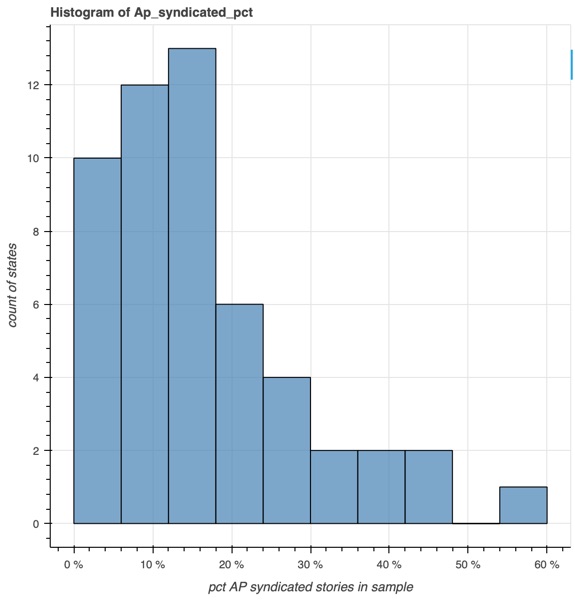 Histogram of Ap_syndicated_pct
count of states
12
10
8
6
4
2
0
0 % 10 % 20 % 30 % 40 % 50 % 60 %
pct AP syndicated stories in sample